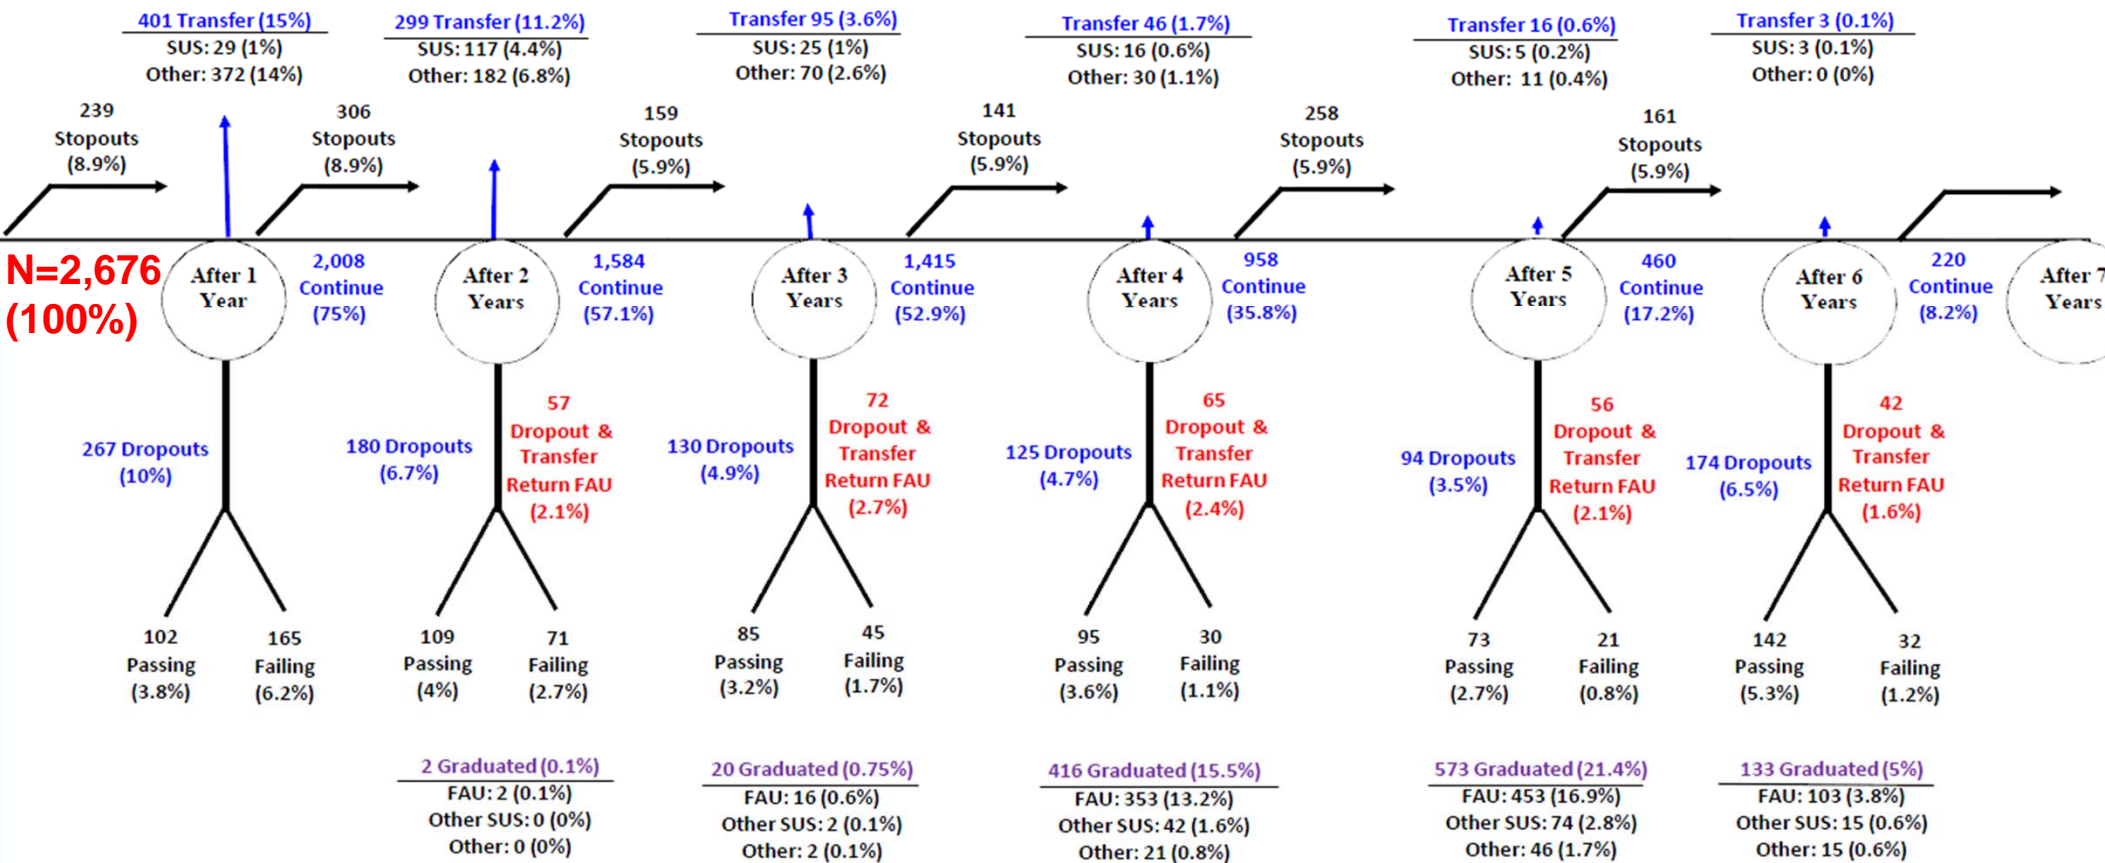 401 Transfer (15%)
SUS: 29 (1%)
Other: 372 (14%)
299 Transfer (11.2%)
SUS: 117 (4.4%)
Other: 182 (6.8%)
Transfer 95 (3.6%)
SUS: 25 (1%)
Other: 70 (2.6%)
Transfer 46 (1.7%)
SUS: 16 (0.6%)
Other: 30 (1.1%)
Transfer 16 (0.6%)
SUS: 5 (0.2%)
Other: 11 (0.4%)
Transfer 3 (0.1%)
SUS: 3 (0.1%)
Other: 0 (0%)
239
Stopouts
(8.9%)
306
Stopouts
(8.9%)
159
Stopouts
(5.9%)
141
Stopouts
(5.9%)
258
Stopouts
(5.9%)
161
Stopouts
(5.9%)
N=2,676
(100%)
After 1
Year
2,008
Continue
(75%)
After 2
Years
1,584
Continue
(57.1%)
After 3
Years
1,415
Continue
(52.9%)
After 4
Years
958
Continue
(35.8%)
After 5
Years
460
Continue
(17.2%)
After 6
Years
220
Continue
(8.2%)
After 7
Years
267 Dropouts
(10%)
180 Dropouts
(6.7%)
57
Dropout &
Transfer
Return FAU
(2.1%)
130 Dropouts
(4.9%)
72
Dropout &
Transfer
Return FAU
(2.7%)
125 Dropouts
(4.7%)
65
Dropout &
Transfer
Return FAU
(2.4%)
94 Dropouts
(3.5%)
56
Dropout &
Transfer
Return FAU
(2.1%)
174 Dropouts
(6.5%)
42
Dropout &
Transfer
Return FAU
(1.6%)
102
Passing
(3.8%)
165
Failing
(6.2%)
109
Passing
(4%)
71
Failing
(2.7%)
85
Passing
(3.2%)
45
Failing
(1.7%)
95
Passing
(3.6%)
30
Failing
(1.1%)
73
Passing
(2.7%)
21
Failing
(0.8%)
142
Passing
(5.3%)
32
Failing
(1.2%)
2 Graduated (0.1%)
FAU: 2 (0.1%)
Other SUS: 0 (0%)
Other: 0 (0%)
20 Graduated (0.75%)
FAU: 16 (0.6%)
Other SUS: 2 (0.1%)
Other: 2 (0.1%)
416 Graduated (15.5%)
FAU: 353 (13.2%)
Other SUS: 42 (1.6%)
Other: 21 (0.8%)
573 Graduated (21.4%)
FAU: 453 (16.9%)
Other SUS: 74 (2.8%)
Other: 46 (1.7%)
133 Graduated (5%)
FAU: 103 (3.8%)
Other SUS: 15 (0.6%)
Other: 15 (0.6%)